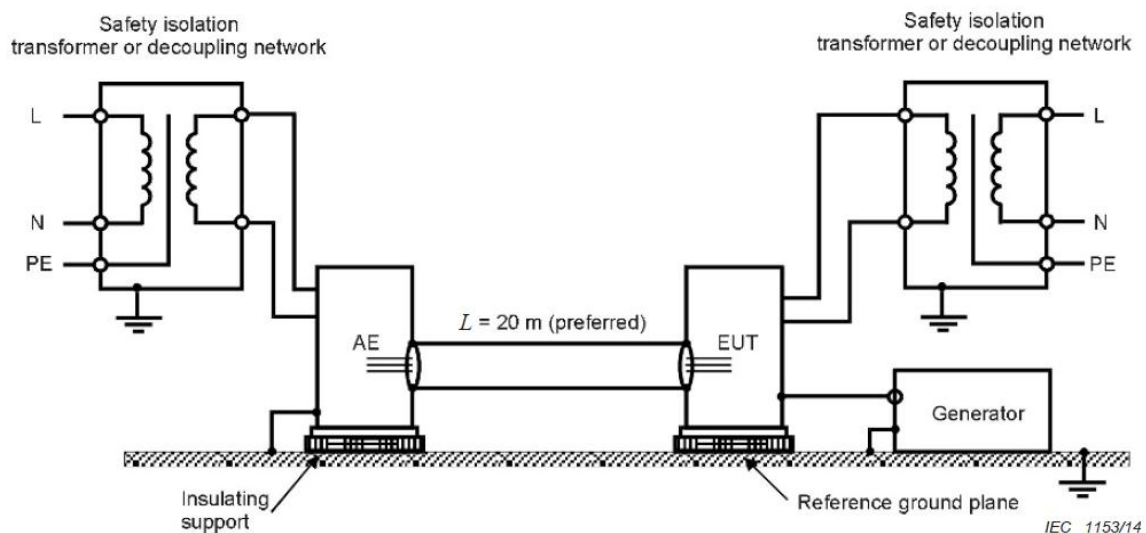 Safety isolation
transformer or decoupling network
Safety isolation
transformer or decoupling network
L
N
PE
L
N
PE
L = 20 m (preferred)
AE
EUT
Generator
Insulating
support
Reference ground plane
IEC 1153/14